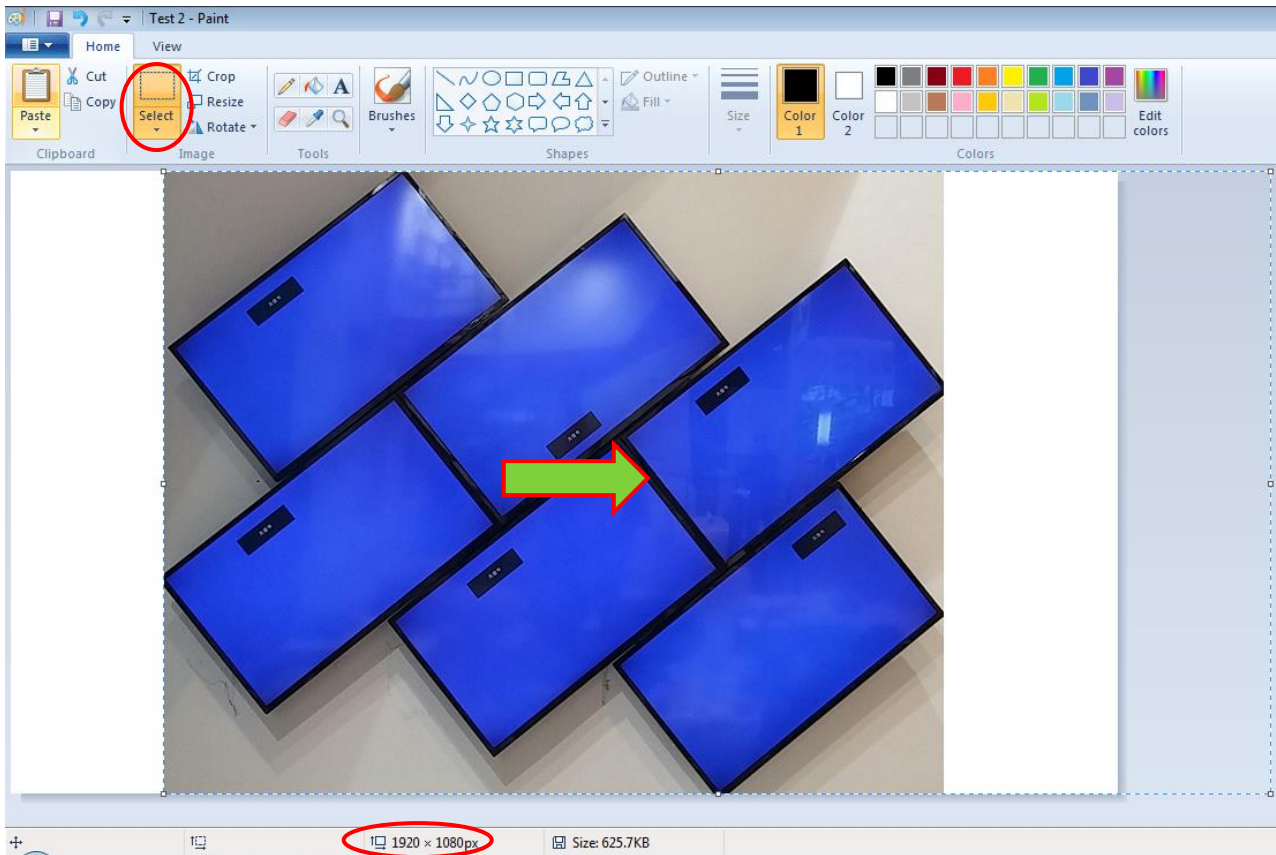 Test 2 - Paint
Home View
Paste
Cut
Copy
Clipboard
Select
Crop
Resize
Rotate
Image
A
Tools
Brushes
Shapes
Outline
Fill
Size
Color 1
Color 2
Edit colors
Colors
1920 × 1080px
Size: 625.7KB